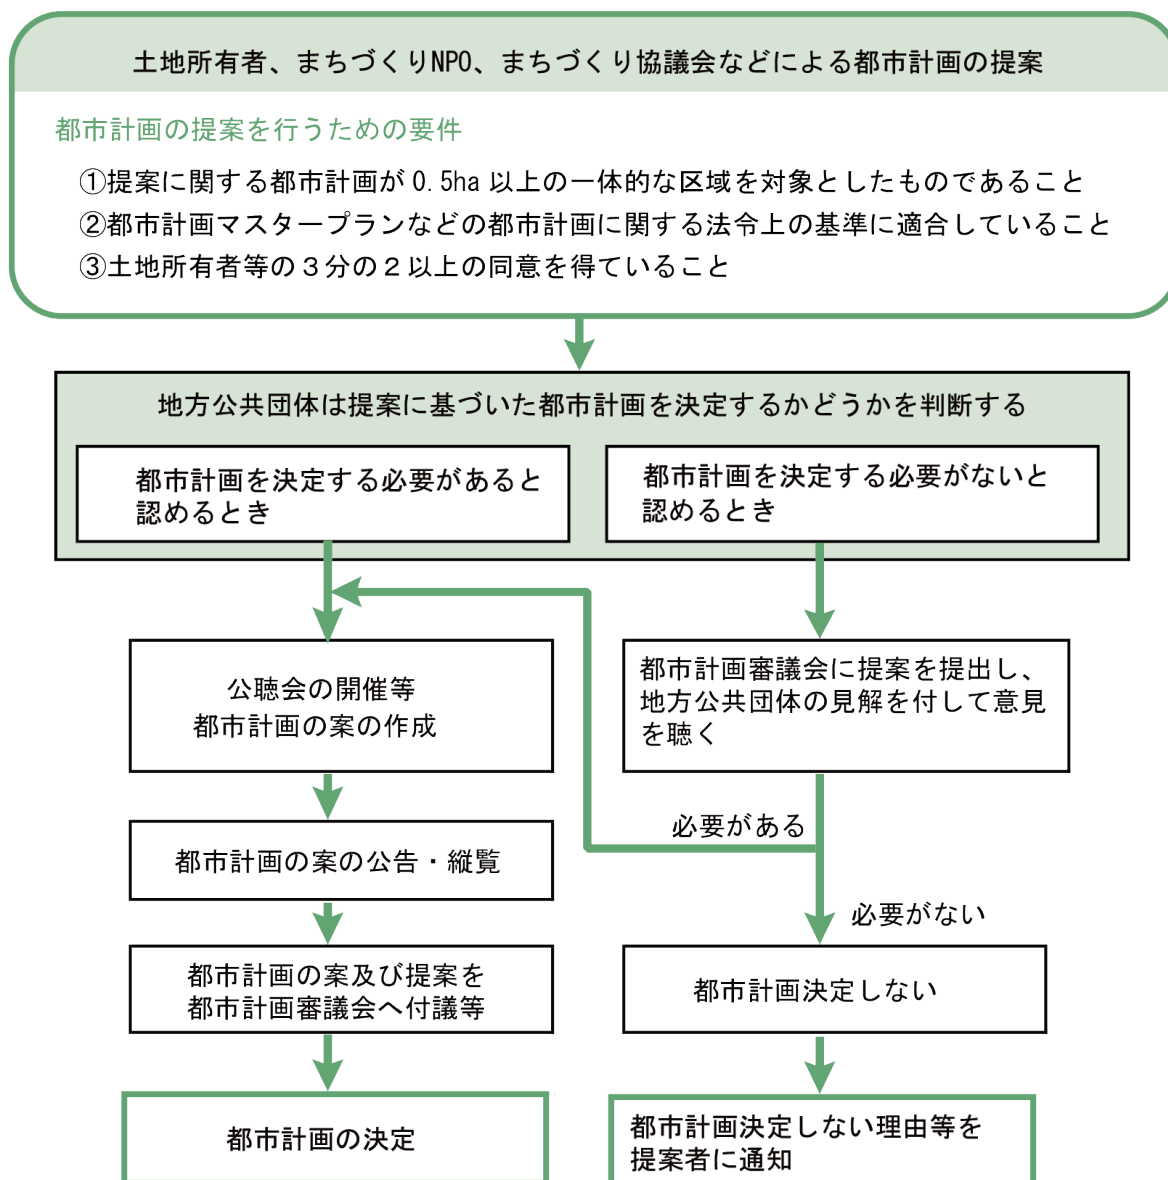 土地所有者、まちづくりNPO、まちづくり協議会などによる都市計画の提案
都市計画の提案を行うための要件
①提案に関する都市計画が 0.5ha 以上の一体的な区域を対象としたものであること
②都市計画マスタープランなどの都市計画に関する法令上の基準に適合していること
③土地所有者等の３分の２以上の同意を得ていること
地方公共団体は提案に基づいた都市計画を決定するかどうかを判断する
都市計画を決定する必要があると
認めるとき
都市計画を決定する必要がないと
認めるとき
公聴会の開催等
都市計画の案の作成
都市計画審議会に提案を提出し、
地方公共団体の見解を付して意見
を聴く
必要がある
都市計画の案の公告・縦覧
必要がない
都市計画の案及び提案を
都市計画審議会へ付議等
都市計画決定しない
都市計画の決定
都市計画決定しない理由等を
提案者に通知